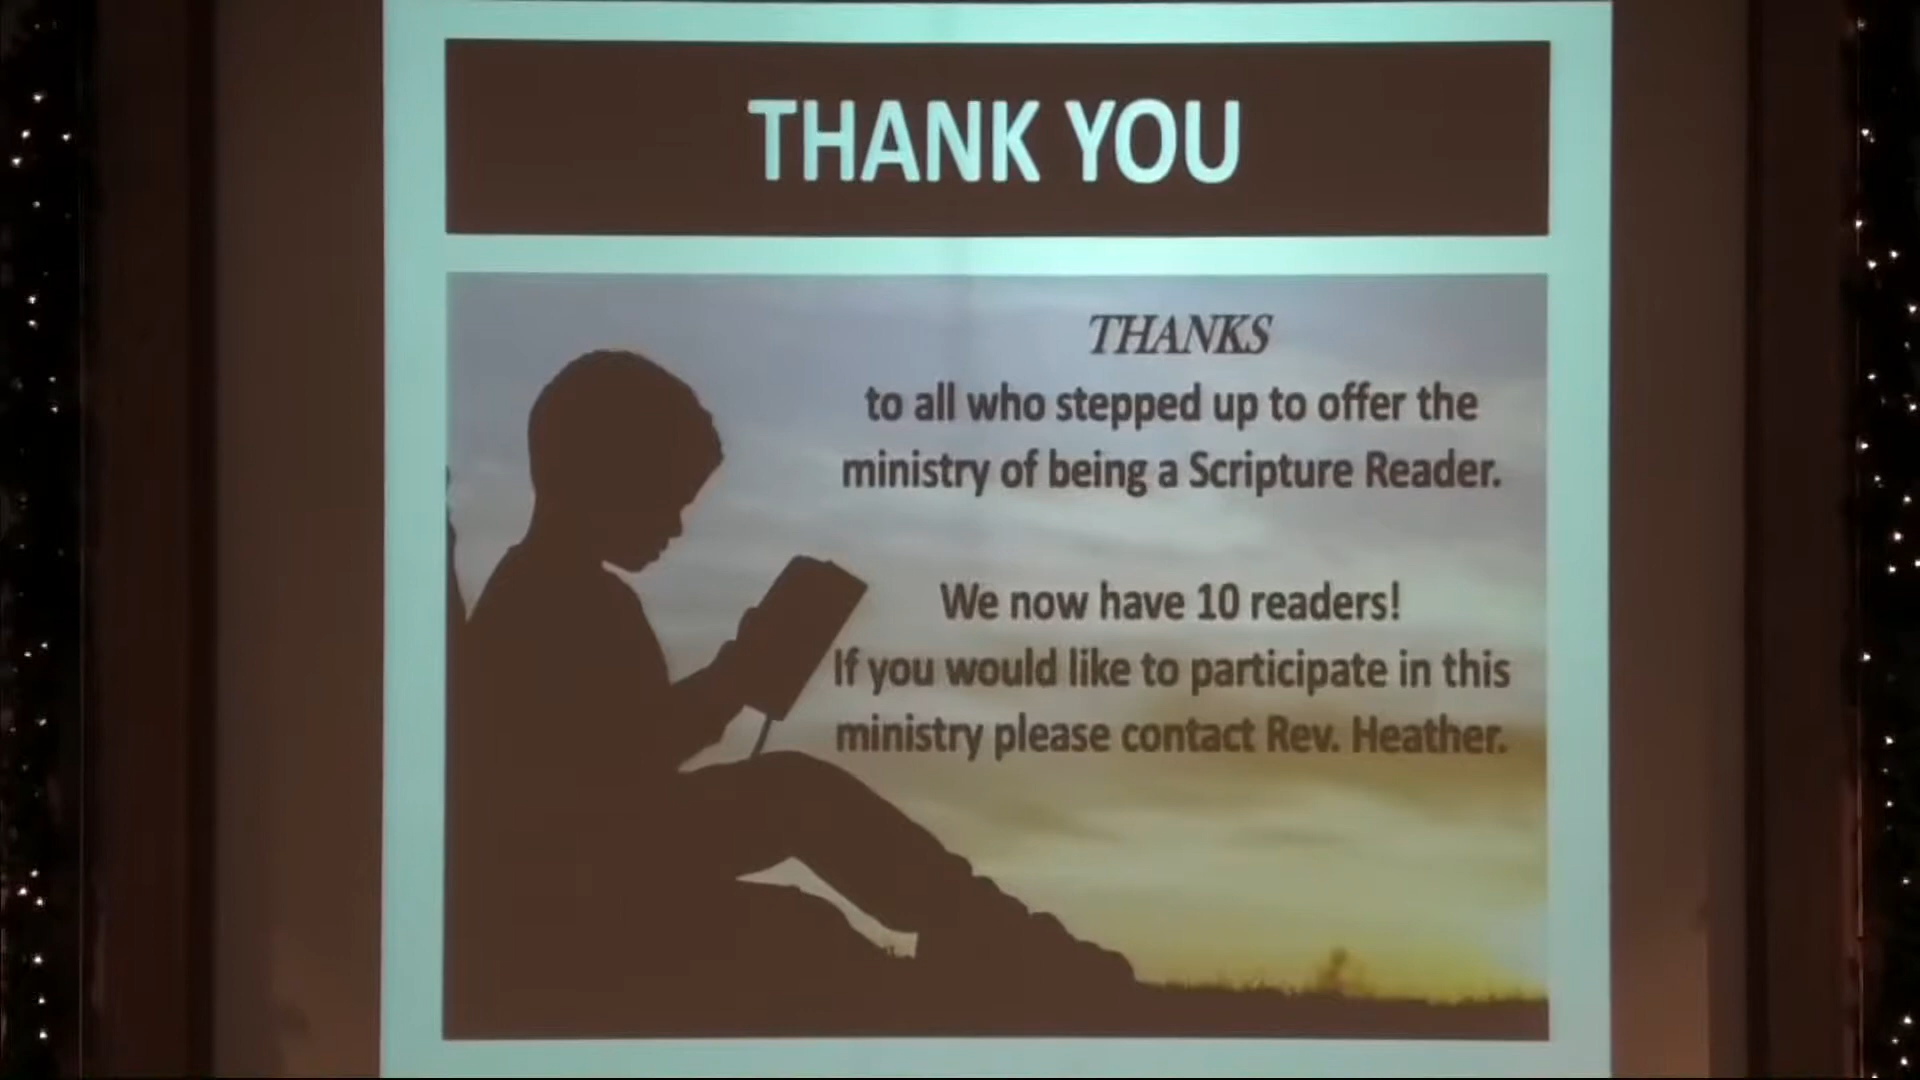 THANK YOU
THANKS
to all who stepped up to offer the
ministry of being a Scripture Reader.
We now have 10 readers!
If you would like to participate in this
ministry please contact Rev. Heather.